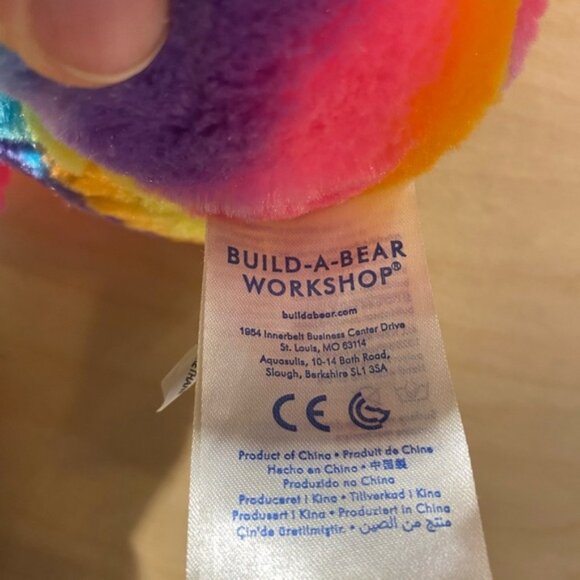 BUILD-A-BEAR
WORKSHOP®
buildabear.com
1954 Innerbelt Business Center Drive
St. Louis, MO 63114
Aquasulis, 10-14 Bath Road,
Slough, Berkshire SL1 3SA
CE
Product of China • Produit de Chine
Hecho en China • 中国製
Produzido na China
Produceret i Kina • Tillverkad i Kina
Produsert i Kina • Produziert in China
Çin'de üretilmiştir. • منتج من الصين